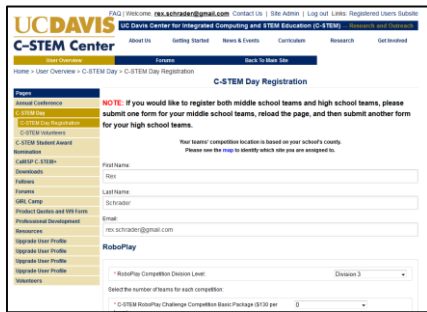 FAQ | Welcome, rex.schrader@gmail.com Contact Us | Site Admin | Log out Links: Registered Users Subsite
UCDAVIS
C-STEM Center
UC Davis Center for Integrated Computing and STEM Education (C-STEM) ... Research and Outreach
About Us Getting Started News & Events Curriculum Research Get Involved
User Overview Forums Back To Main Site
Home > User Overview > C-STEM Day > C-STEM Day Registration
Pages
Annual Conference
C-STEM Day
C-STEM Day Registration
C-STEM Volunteers
C-STEM Student Award
Nomination
CalRSP C-STEM+
Downloads
Fellows
Forums
GIRL Camp
Product Quotes and W9 Form
Professional Development
Resources
Upgrade User Profile
Upgrade User Profile
Upgrade User Profile
Upgrade User Profile
Volunteers
C-STEM Day Registration
NOTE: If you would like to register both middle school teams and high school teams, please
submit one form for your middle school teams, reload the page, and then submit another form
for your high school teams.
Your teams' competition location is based on your school's county.
Please see the map to identify which site you are assigned to.
First Name:
Rex
Last Name:
Schrader
Email:
rex.schrader@gmail.com
RoboPlay
* RoboPlay Competition Division Level: Division 3
Select the number of teams for each competition:
* C-STEM RoboPlay Challenge Competition Basic Package ($130 per 0